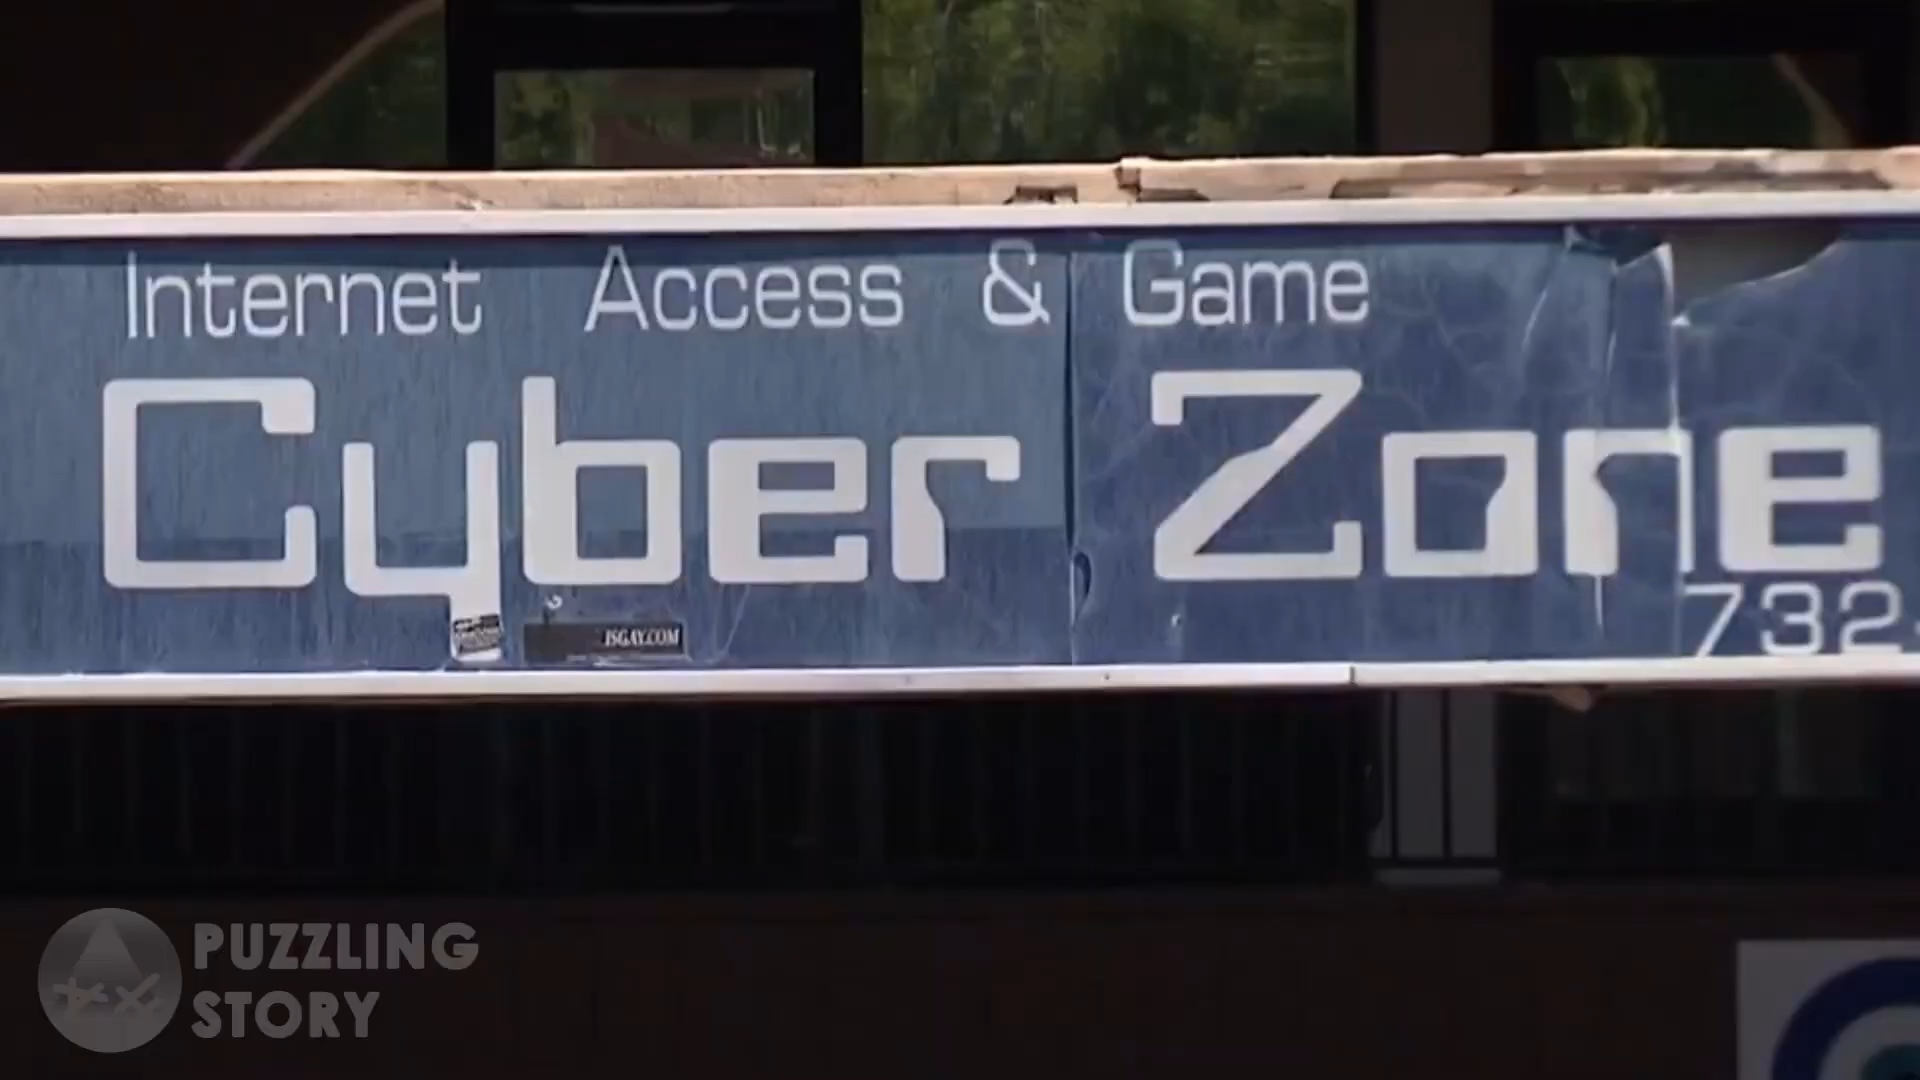 Internet Access & Game
Cyber Zone
732-
ISGAY.COM
PUZZLING
STORY